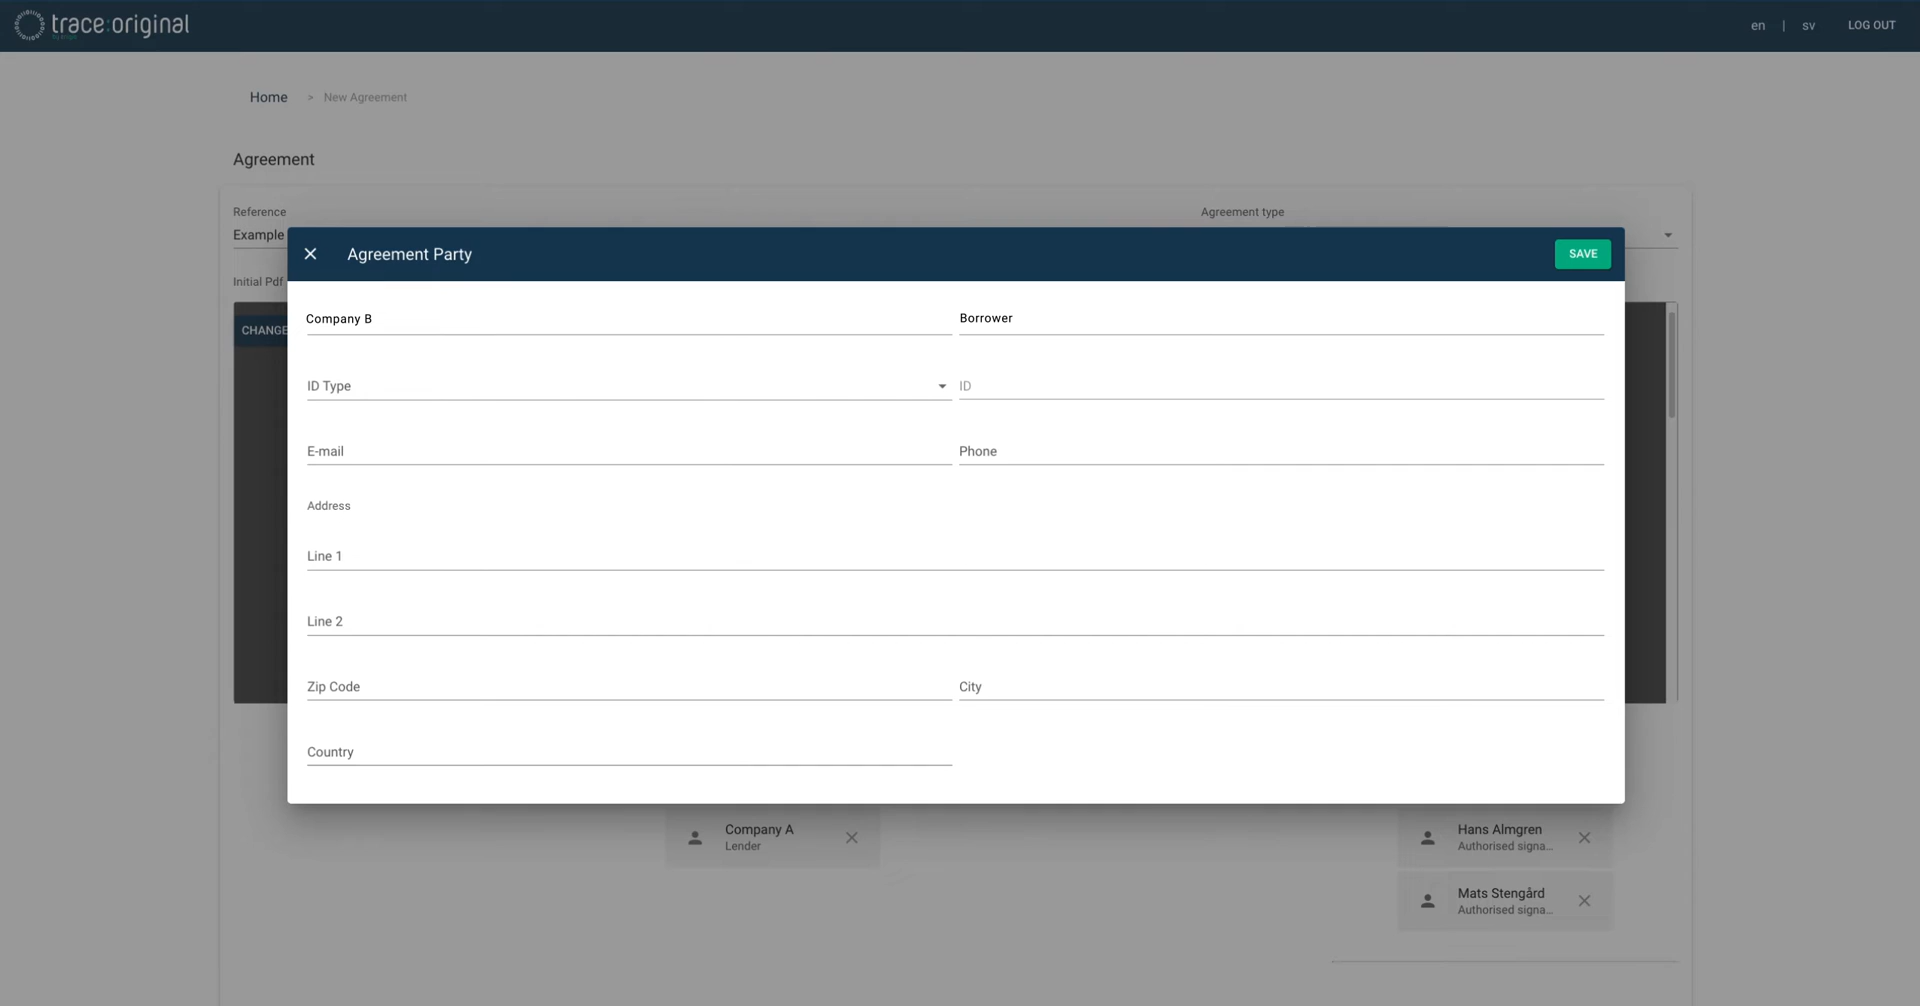 trace:original
en | sv LOG OUT
Home > New Agreement
Agreement
Reference
Agreement type
Example
Agreement Party
SAVE
Initial Pdf
Company B
Borrower
CHANGE
ID Type
ID
E-mail
Phone
Address
Line 1
Line 2
Zip Code
City
Country
Company A
Lender
Hans Almgren
Authorised signa...
Mats Stengård
Authorised signa...